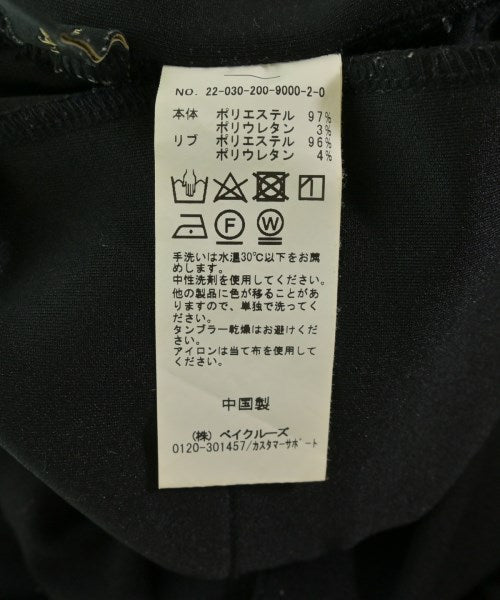 NO. 22-030-200-9000-2-0
本体 ポリエステル 97%
ポリウレタン 3%
リブ ポリエステル 96%
ポリウレタン 4%
F W
手洗いは水温30℃以下をお薦
めします。
中性洗剤を使用してください。
他の製品に色が移ることがあ
りますので、単独で洗ってく
ださい。
タンブラー乾燥はお避けくだ
さい。
アイロンは当て布を使用して
ください。
中国製
(株) ベイクルーズ
0120-301457/カスタマーサポート